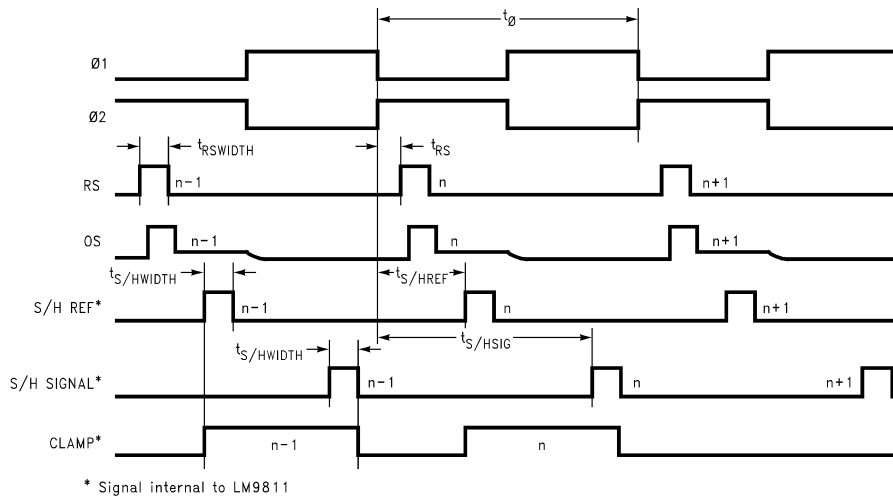 tØ
Ø1
Ø2
tRSWIDTH
tRS
RS n-1 n n+1
OS n-1 n n+1
tS/HWIDTH
tS/HREF
S/H REF* n-1 n n+1
tS/HSIG
tS/HWIDTH
S/H SIGNAL* n-1 n n+1
CLAMP* n-1 n
* Signal internal to LM9811